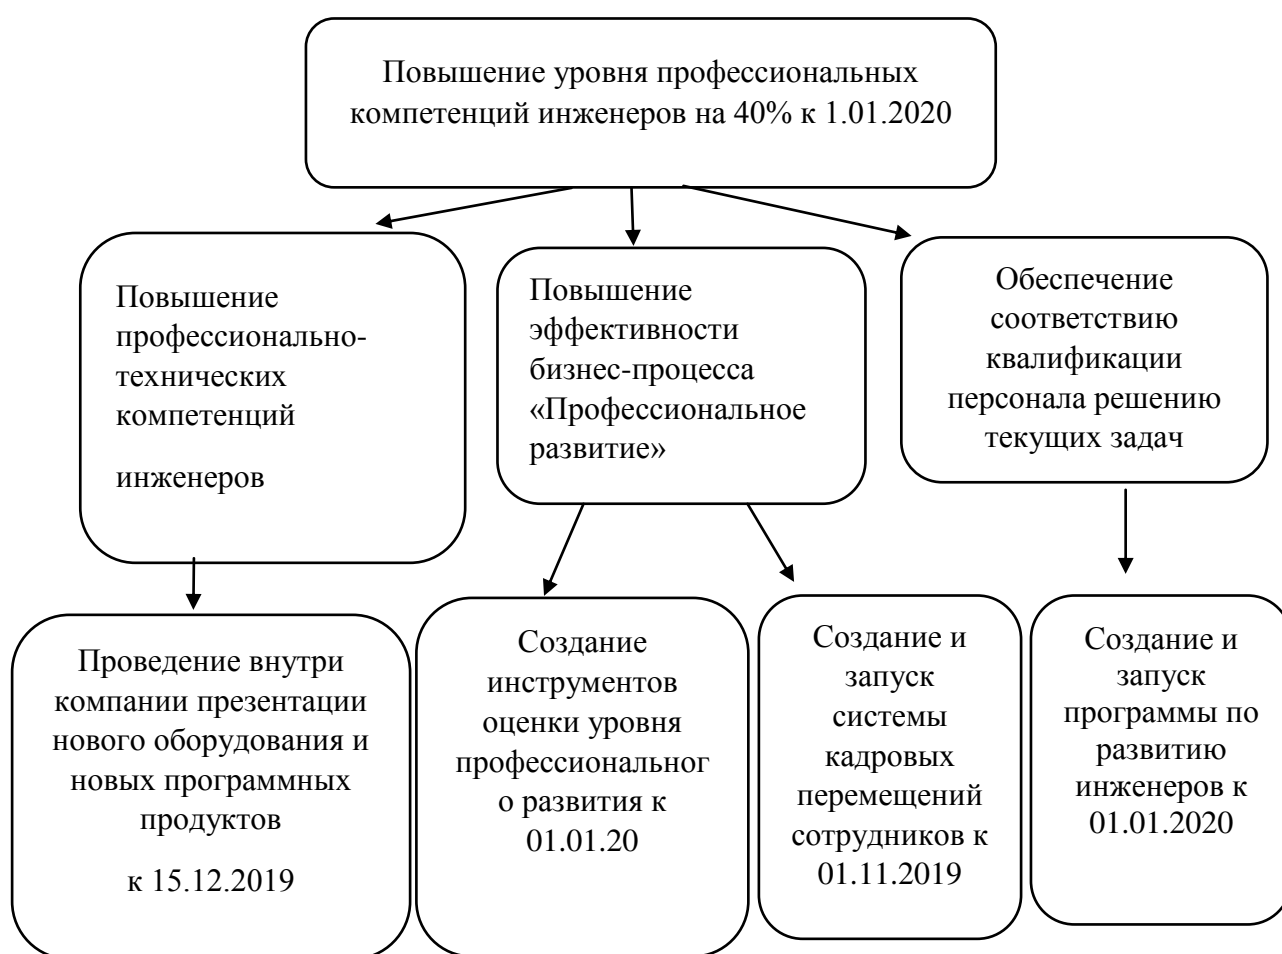 Повышение уровня профессиональных
компетенций инженеров на 40% к 1.01.2020
Повышение
профессионально-
технических
компетенций
инженеров
Повышение
эффективности
бизнес-процесса
«Профессиональное
развитие»
Обеспечение
соответствию
квалификации
персонала решению
текущих задач
Проведение внутри
компании презентации
нового оборудования и
новых программных
продуктов
к 15.12.2019
Создание
инструментов
оценки уровня
профессиональног
о развития к
01.01.20
Создание и
запуск
системы
кадровых
перемещений
сотрудников к
01.11.2019
Создание и
запуск
программы по
развитию
инженеров к
01.01.2020